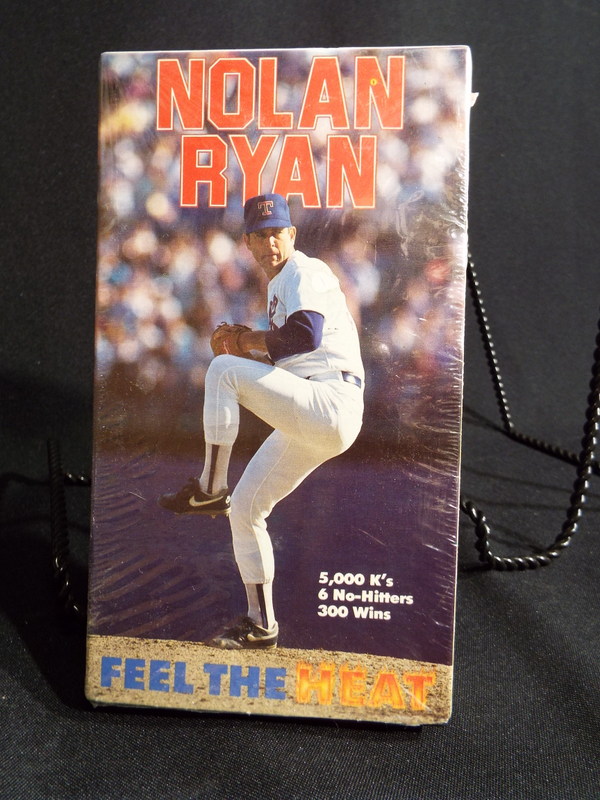 NOLAN
RYAN
T
5,000 K's
6 No-Hitters
300 Wins
FEEL THE HEAT